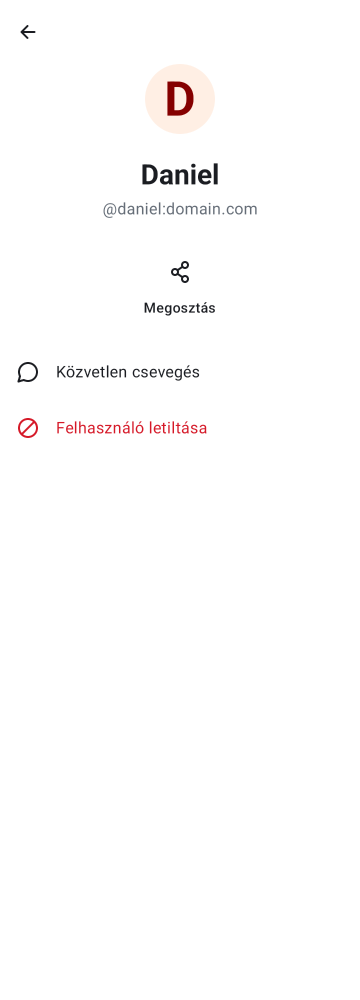 D
Daniel
@daniel:domain.com
Megosztás
Közvetlen csevegés
Felhasználó letiltása